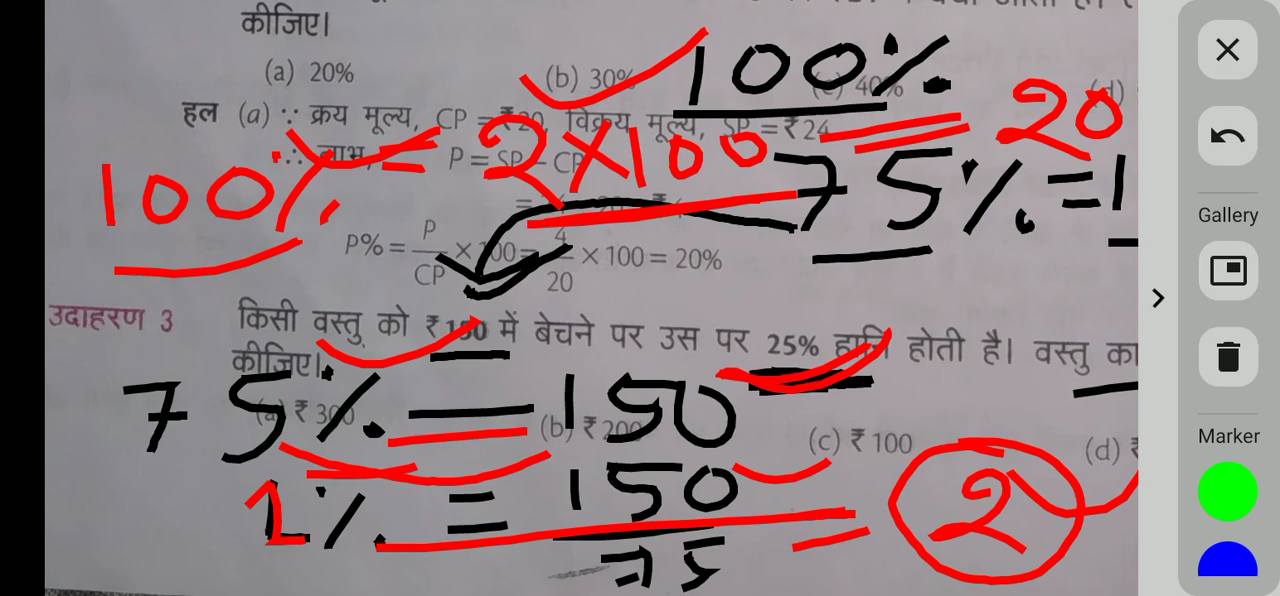 कीजिए।
(a) 20% (b) 30% (c) 40% (d)
100%
हल (a) ∵ क्रय मूल्य, CP = ₹20, विक्रय मूल्य, SP = ₹24
20
∴ लाभ, P = SP – CP
100% = 2×100
75% = 1
P% = P/CP × 100 = 4/20 × 100 = 20%
उदाहरण 3 किसी वस्तु को ₹150 में बेचने पर उस पर 25% हानि होती है। वस्तु का
कीजिए।
75% = 150
(a) ₹ 300 (b) ₹ 200 (c) ₹ 100 (d) ₹
1% = 150/75 = 2
Gallery
Marker